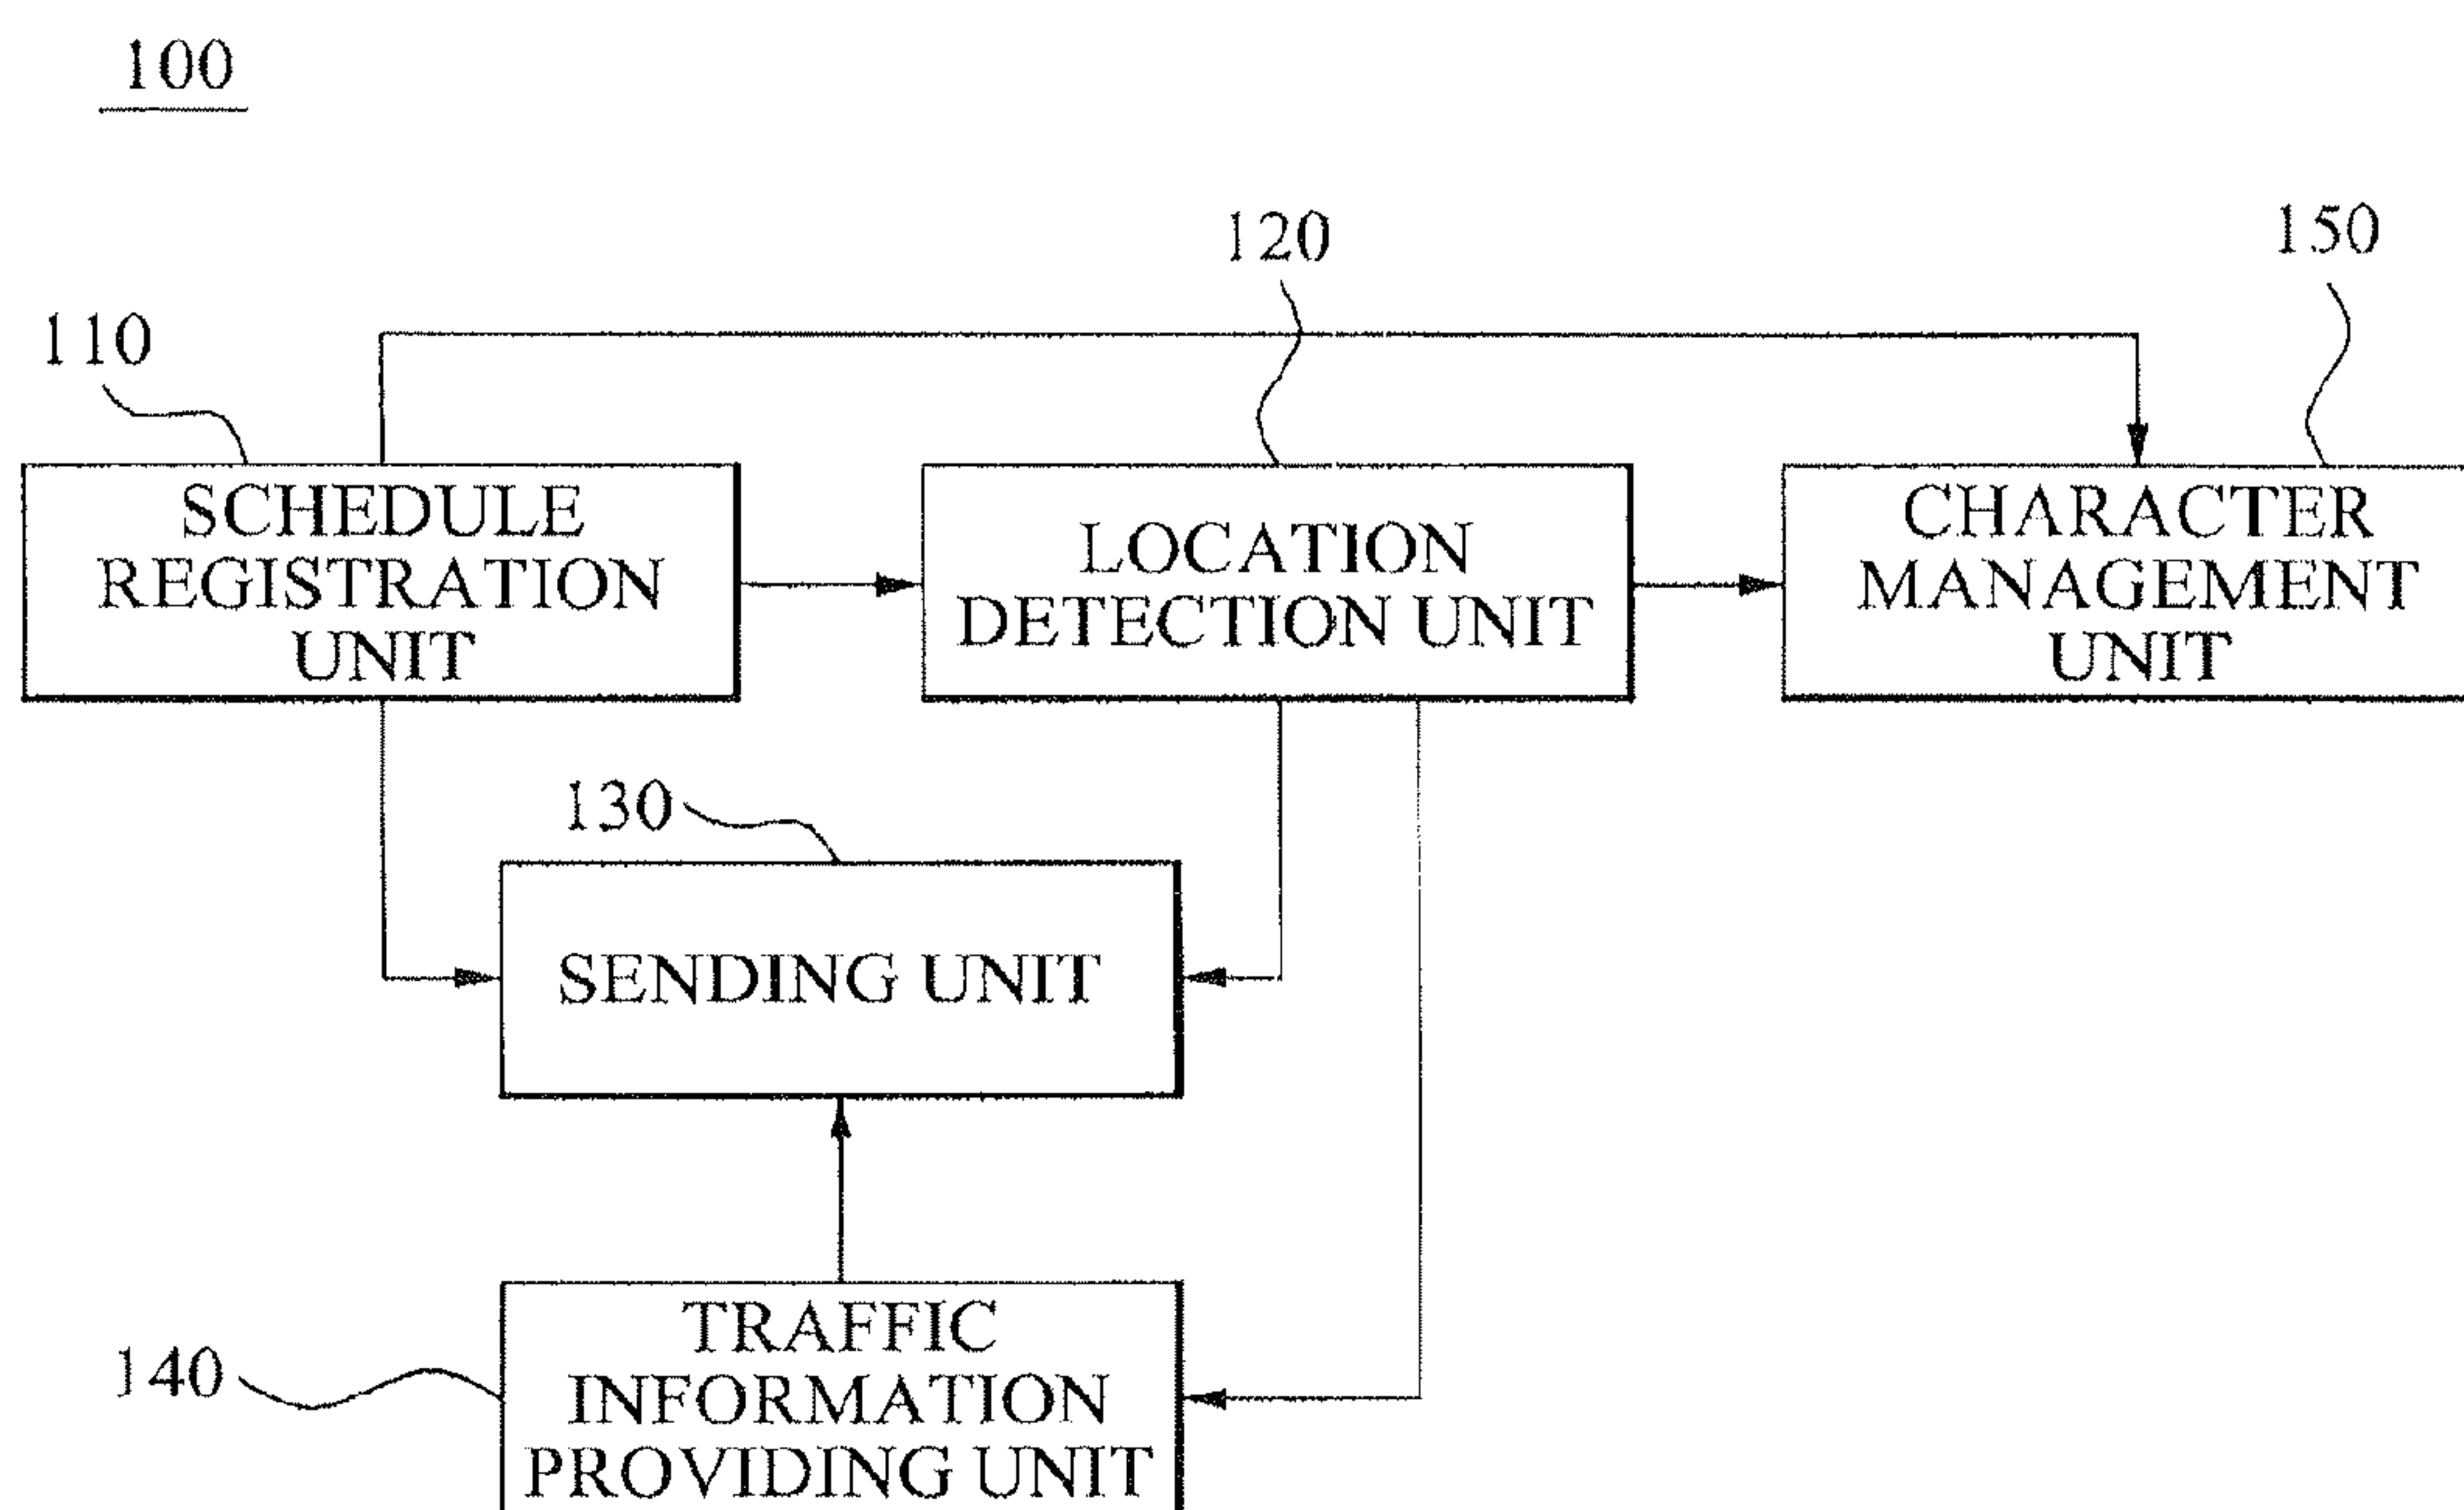 100
120
150
110
SCHEDULE
REGISTRATION
UNIT
LOCATION
DETECTION UNIT
CHARACTER
MANAGEMENT
UNIT
130
SENDING UNIT
140
TRAFFIC
INFORMATION
PROVIDING UNIT